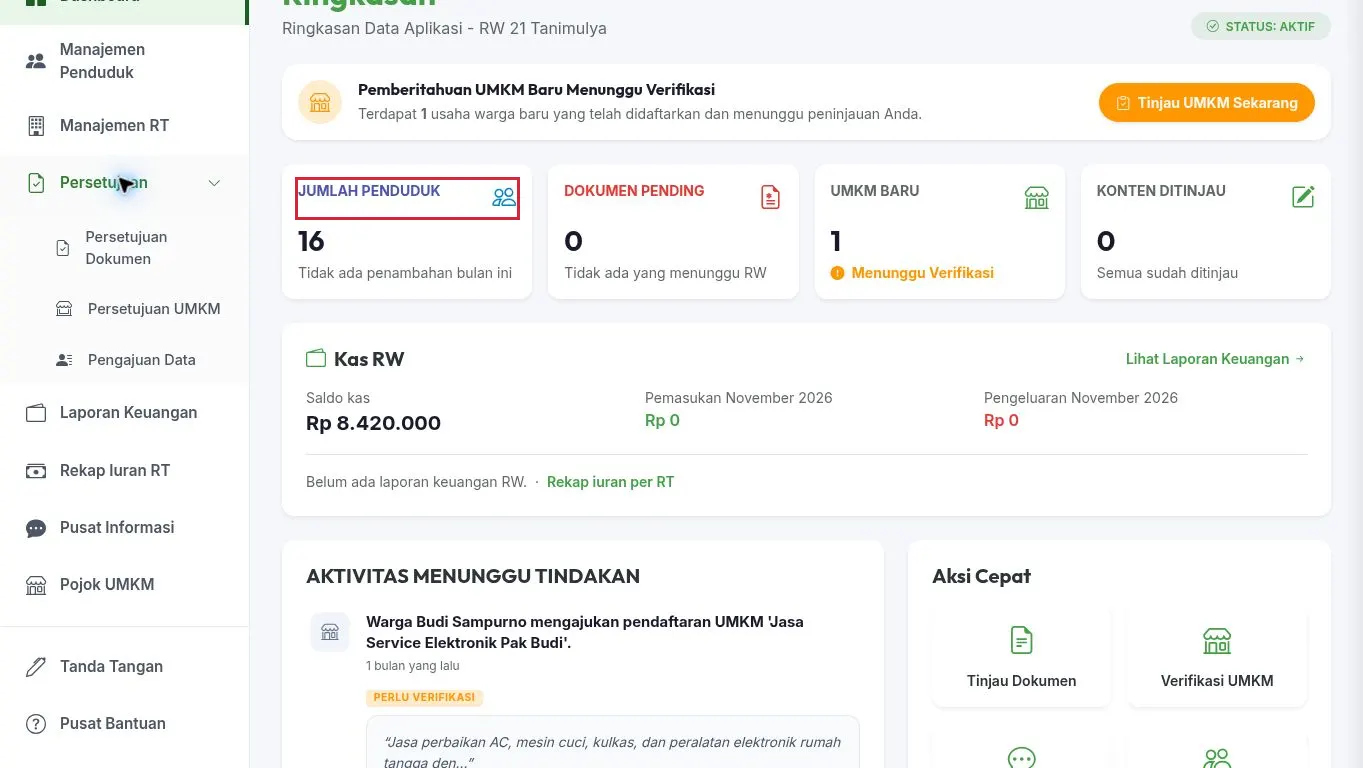 Ringkasan
Ringkasan Data Aplikasi - RW 21 Tanimulya
STATUS: AKTIF
Dashboard
Manajemen
Penduduk
Manajemen RT
Persetujuan
Persetujuan
Dokumen
Persetujuan UMKM
Pengajuan Data
Laporan Keuangan
Rekap Iuran RT
Pusat Informasi
Pojok UMKM
Tanda Tangan
Pusat Bantuan
Pemberitahuan UMKM Baru Menunggu Verifikasi
Terdapat 1 usaha warga baru yang telah didaftarkan dan menunggu peninjauan Anda.
Tinjau UMKM Sekarang
JUMLAH PENDUDUK
16
Tidak ada penambahan bulan ini
DOKUMEN PENDING
0
Tidak ada yang menunggu RW
UMKM BARU
1
Menunggu Verifikasi
KONTEN DITINJAU
0
Semua sudah ditinjau
Kas RW
Lihat Laporan Keuangan →
Saldo kas
Rp 8.420.000
Pemasukan November 2026
Rp 0
Pengeluaran November 2026
Rp 0
Belum ada laporan keuangan RW. · Rekap iuran per RT
AKTIVITAS MENUNGGU TINDAKAN
Warga Budi Sampurno mengajukan pendaftaran UMKM 'Jasa
Service Elektronik Pak Budi'.
1 bulan yang lalu
PERLU VERIFIKASI
“Jasa perbaikan AC, mesin cuci, kulkas, dan peralatan elektronik rumah
tangga den...”
Aksi Cepat
Tinjau Dokumen
Verifikasi UMKM